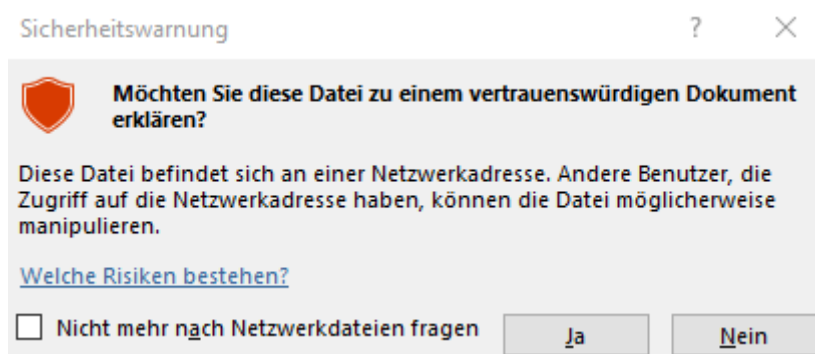 Sicherheitswarnung ? ×
Möchten Sie diese Datei zu einem vertrauenswürdigen Dokument
erklären?
Diese Datei befindet sich an einer Netzwerkadresse. Andere Benutzer, die
Zugriff auf die Netzwerkadresse haben, können die Datei möglicherweise
manipulieren.
Welche Risiken bestehen?
Nicht mehr nach Netzwerkdateien fragen Ja Nein